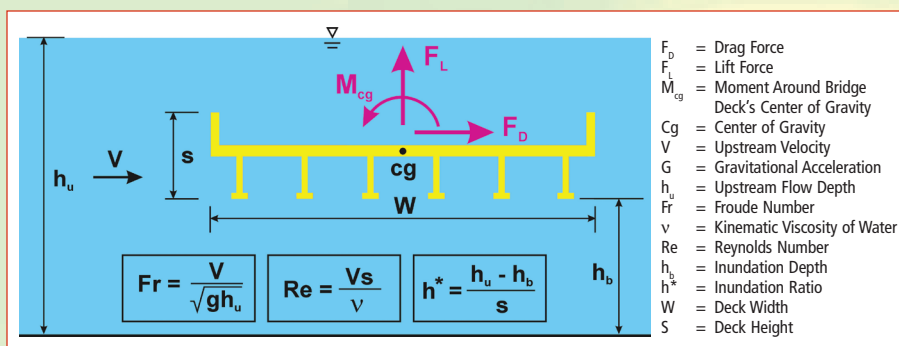 F_L
M_cg
F_D
V
s
h_u
cg
W
h_b
Fr = V / √gh_u
Re = Vs / ν
h* = h_u - h_b / s
F_D = Drag Force
F_L = Lift Force
M_cg = Moment Around Bridge
Deck's Center of Gravity
Cg = Center of Gravity
V = Upstream Velocity
G = Gravitational Acceleration
h_u = Upstream Flow Depth
Fr = Froude Number
ν = Kinematic Viscosity of Water
Re = Reynolds Number
h_b = Inundation Depth
h* = Inundation Ratio
W = Deck Width
S = Deck Height